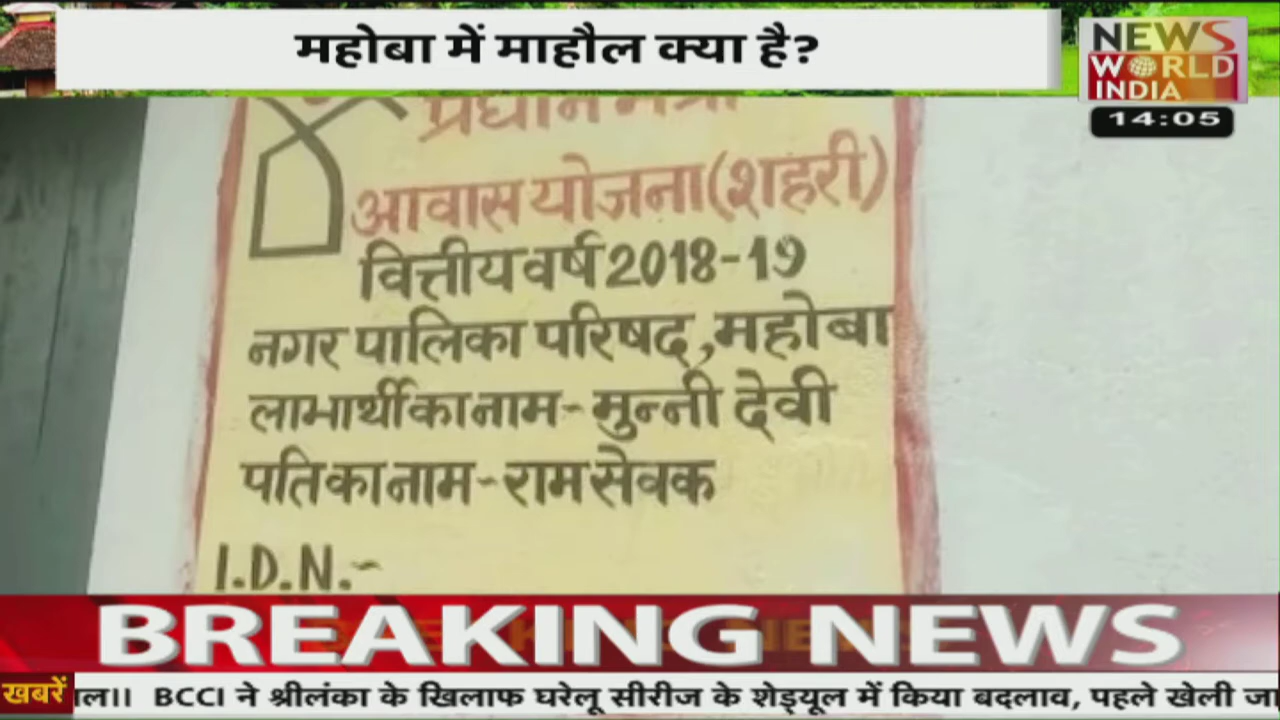 महोबा में माहौल क्या है?
NEWS
WORLD
INDIA
14:05
प्रधान मंत्री
आवास योजना (शहरी)
वित्तीय वर्ष 2018-19
नगर पालिका परिषद, महोबा
लाभार्थी का नाम - मुन्नी देवी
पति का नाम - राम सेवक
I.D.N.-
BREAKING NEWS
खबरें ल।। BCCI ने श्रीलंका के खिलाफ घरेलू सीरीज के शेड्यूल में किया बदलाव, पहले खेली